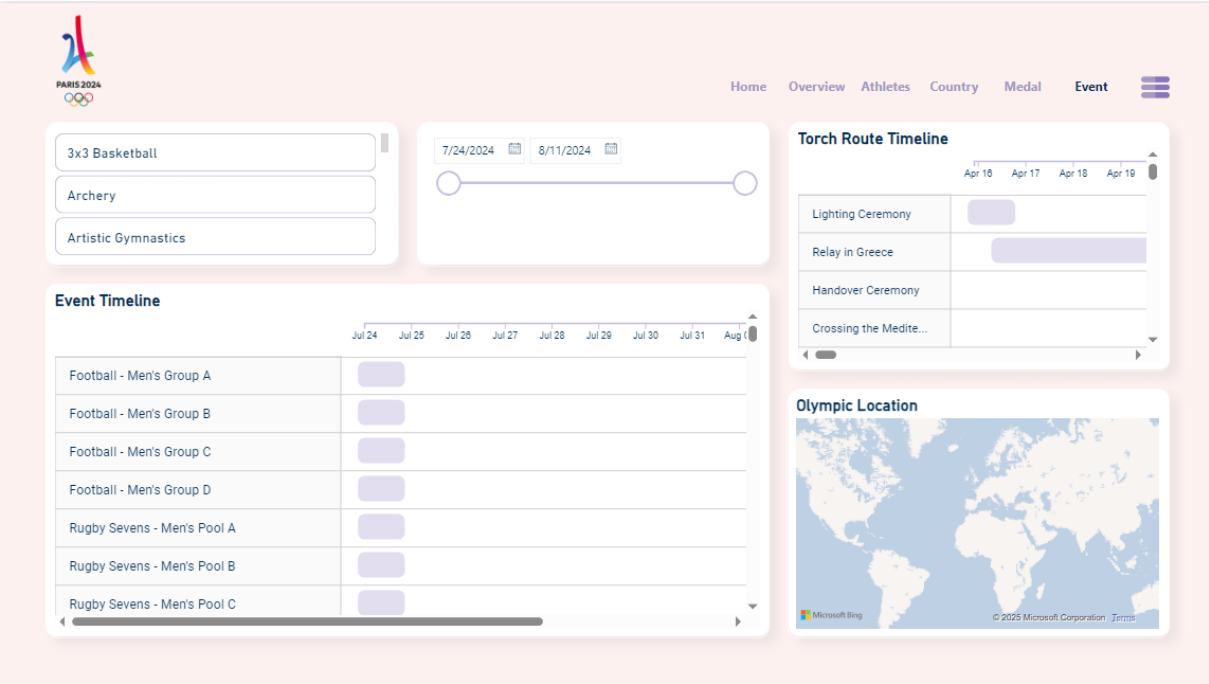 PARIS 2024
Home Overview Athletes Country Medal Event
3x3 Basketball
Archery
Artistic Gymnastics
7/24/2024 8/11/2024
Torch Route Timeline
Apr 16 Apr 17 Apr 18 Apr 19
Lighting Ceremony
Relay in Greece
Handover Ceremony
Crossing the Medite...
Event Timeline
Jul 24 Jul 25 Jul 26 Jul 27 Jul 28 Jul 29 Jul 30 Jul 31 Aug
Football - Men's Group A
Football - Men's Group B
Football - Men's Group C
Football - Men's Group D
Rugby Sevens - Men's Pool A
Rugby Sevens - Men's Pool B
Rugby Sevens - Men's Pool C
Olympic Location
Microsoft Bing
© 2025 Microsoft Corporation Terms